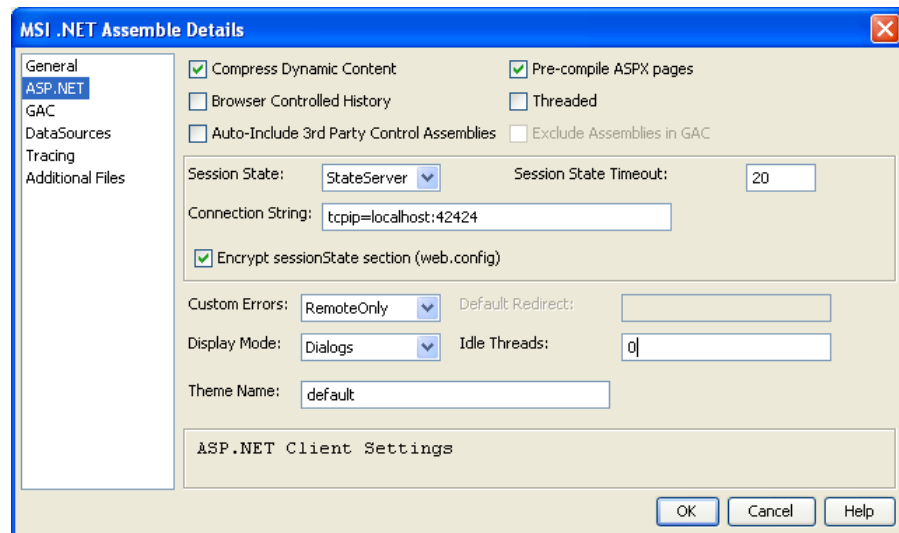 MSI .NET Assemble Details
General
ASP.NET
GAC
DataSources
Tracing
Additional Files
Compress Dynamic Content
Pre-compile ASPX pages
Browser Controlled History
Threaded
Auto-Include 3rd Party Control Assemblies
Exclude Assemblies in GAC
Session State: StateServer
Session State Timeout: 20
Connection String: tcpip=localhost:42424
Encrypt sessionState section (web.config)
Custom Errors: RemoteOnly
Default Redirect:
Display Mode: Dialogs
Idle Threads: 0
Theme Name: default
ASP.NET Client Settings
OK
Cancel
Help